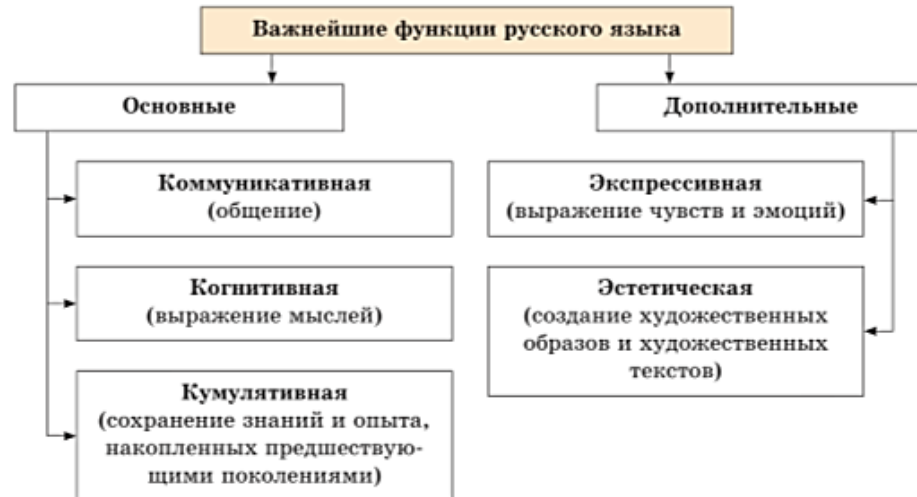 Важнейшие функции русского языка
Основные
Дополнительные
Коммуникативная
(общение)
Когнитивная
(выражение мыслей)
Кумулятивная
(сохранение знаний и опыта,
накопленных предшествую-
щими поколениями)
Экспрессивная
(выражение чувств и эмоций)
Эстетическая
(создание художественных
образов и художественных
текстов)